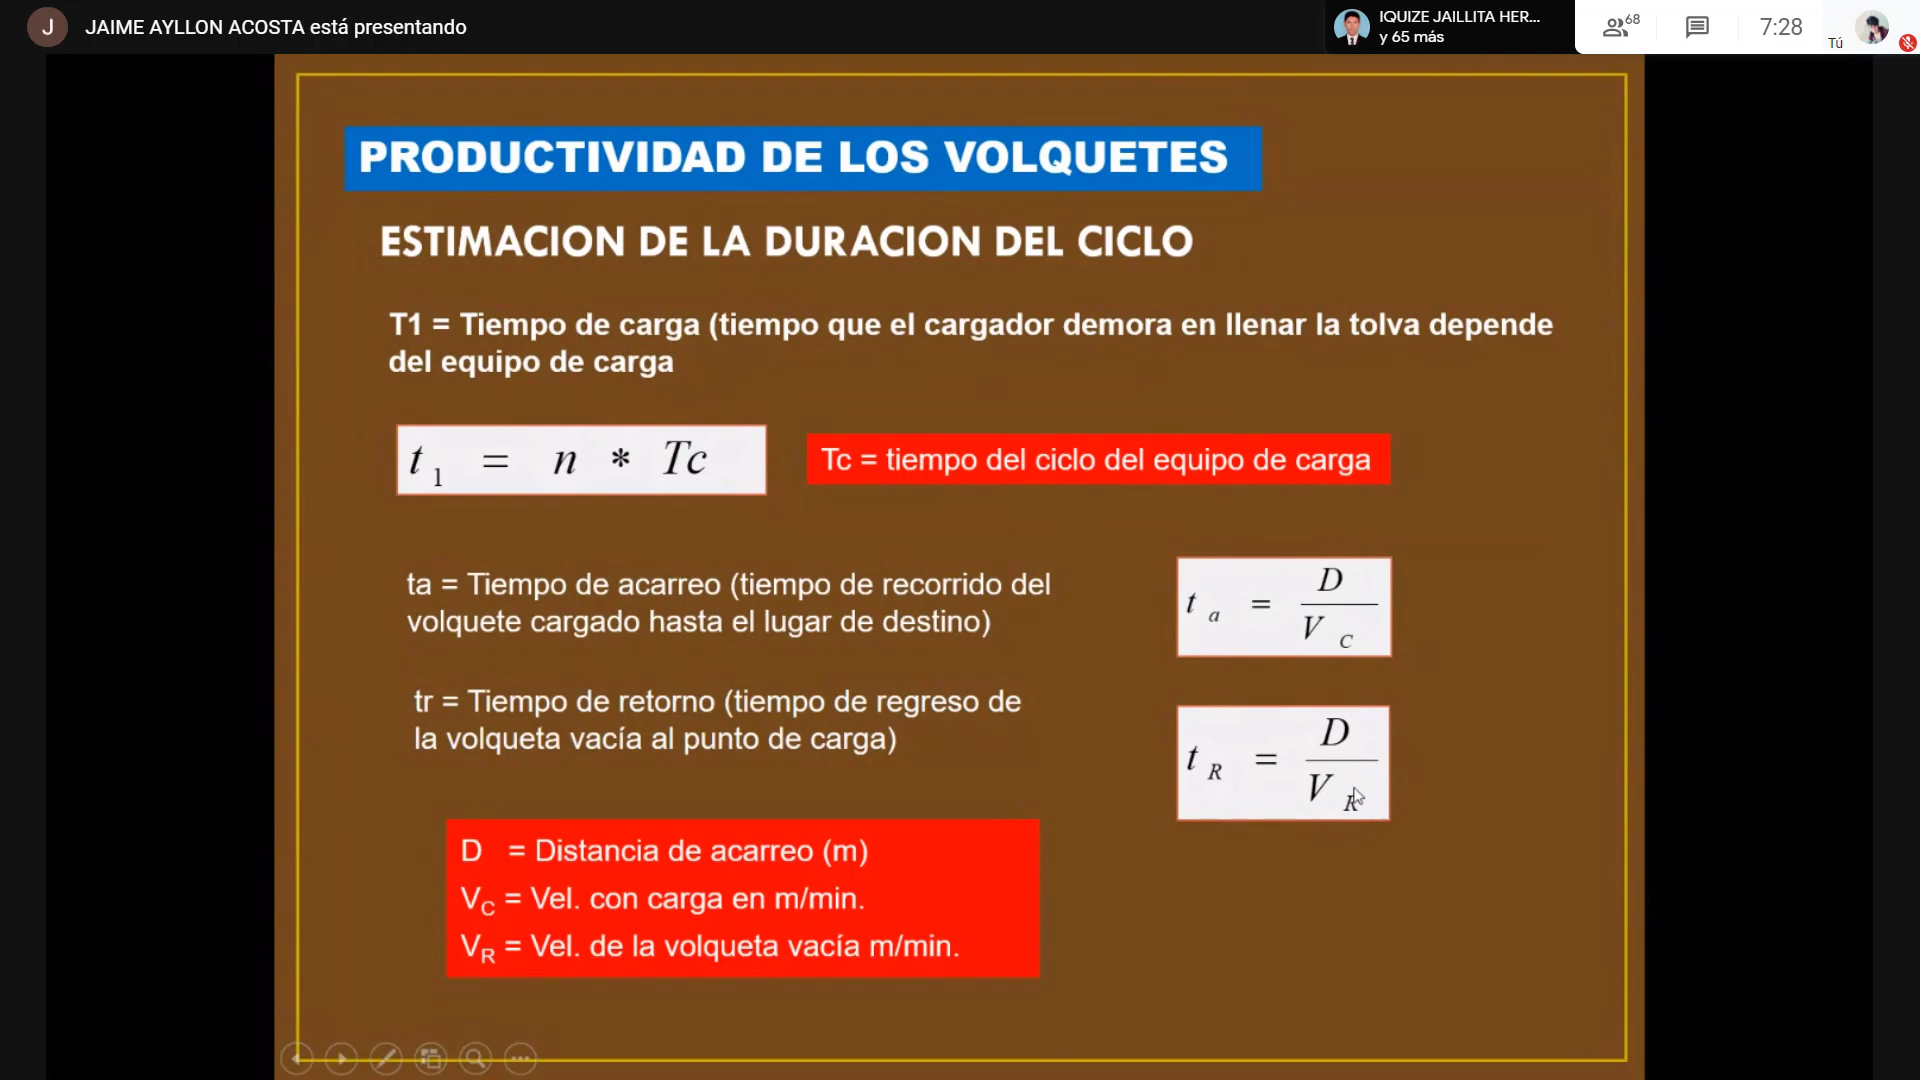 J JAIME AYLLON ACOSTA está presentando
IQUIZE JAILLITA HER...
y 65 más
68
7:28
Tú
PRODUCTIVIDAD DE LOS VOLQUETES
ESTIMACION DE LA DURACION DEL CICLO
T1 = Tiempo de carga (tiempo que el cargador demora en llenar la tolva depende
del equipo de carga
t 1 = n * Tc
Tc = tiempo del ciclo del equipo de carga
ta = Tiempo de acarreo (tiempo de recorrido del
volquete cargado hasta el lugar de destino)
t a = D / V C
tr = Tiempo de retorno (tiempo de regreso de
la volqueta vacía al punto de carga)
t R = D / V R
D = Distancia de acarreo (m)
VC = Vel. con carga en m/min.
VR = Vel. de la volqueta vacía m/min.